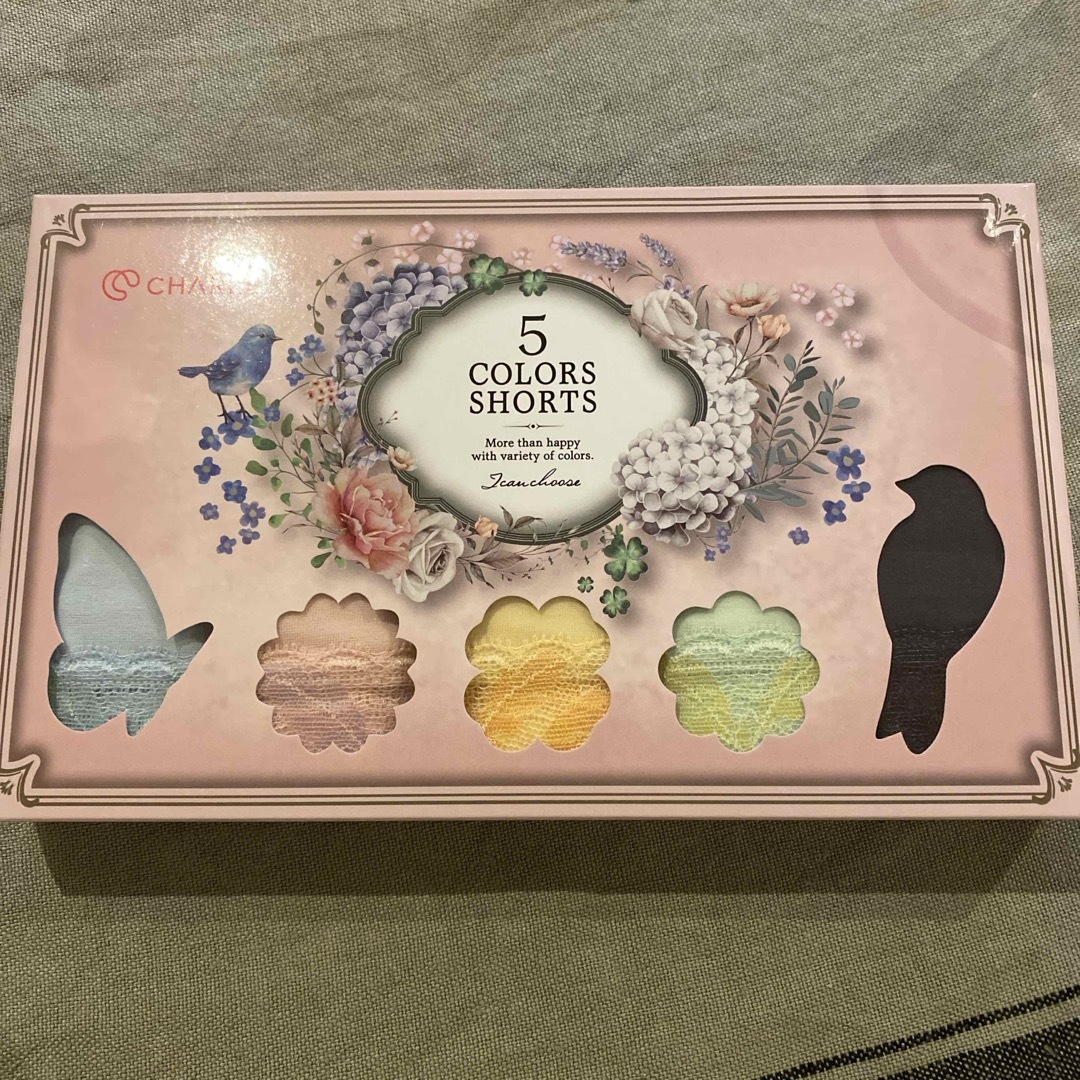 5
COLORS
SHORTS
More than happy
with variety of colors.
I can choose